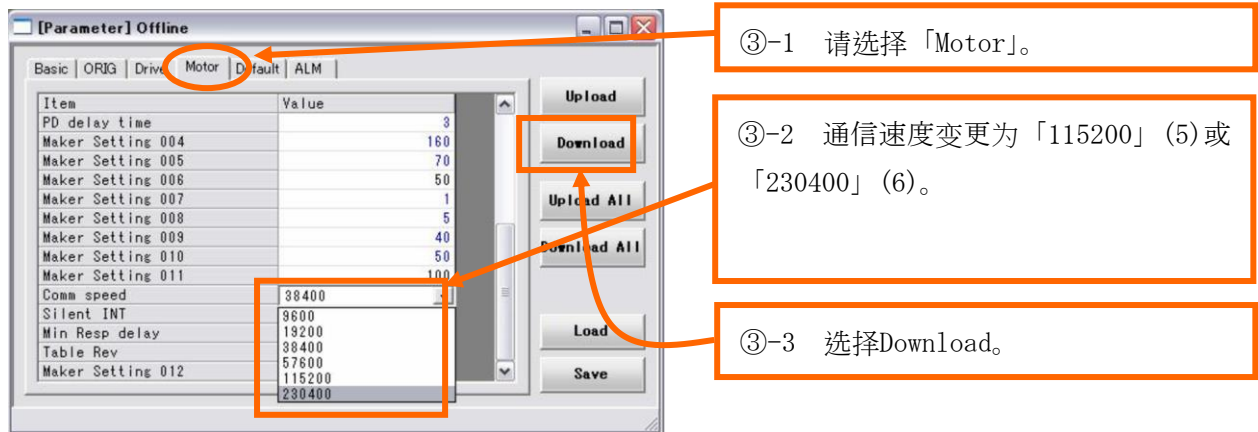 [Parameter] Offline
Basic | ORIG | Drive Motor Default | ALM |
Item Value
PD delay time 3
Maker Setting 004 160
Maker Setting 005 70
Maker Setting 006 50
Maker Setting 007 1
Maker Setting 008 5
Maker Setting 009 40
Maker Setting 010 50
Maker Setting 011 100
Comm speed 38400
Silent INT
Min Resp delay
Table Rev
Maker Setting 012
9600
19200
38400
57600
115200
230400
Upload
Download
Upload All
Download All
Load
Save
③-1 请选择「Motor」。
③-2 通信速度变更为「115200」(5)或
「230400」(6)。
③-3 选择Download。